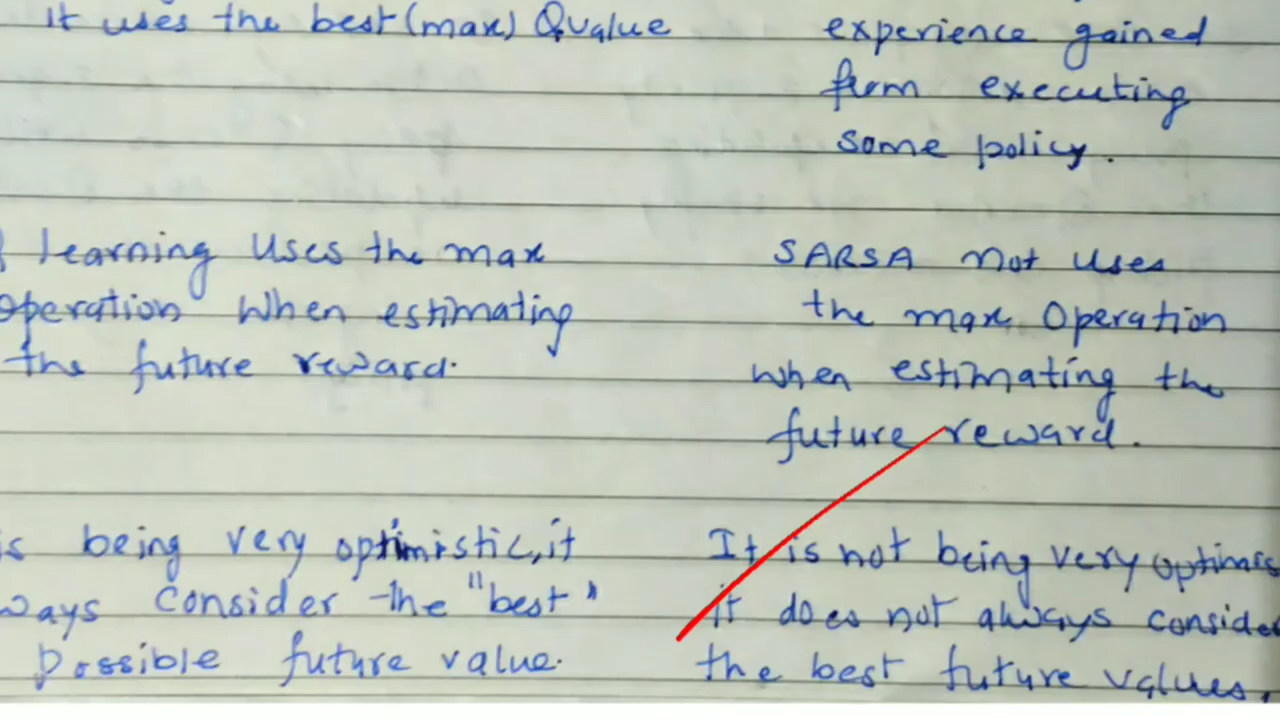 It uses the best (max) Q value
Learning Uses the max
Operation When estimating
the future reward.
is being very optimistic, it
ways Consider the "best"
possible future value.
experience gained
from executing
some policy.
SARSA not uses
the max Operation
when estimating the
future reward.
It is not being very optimis
it does not always consider
the best future values.